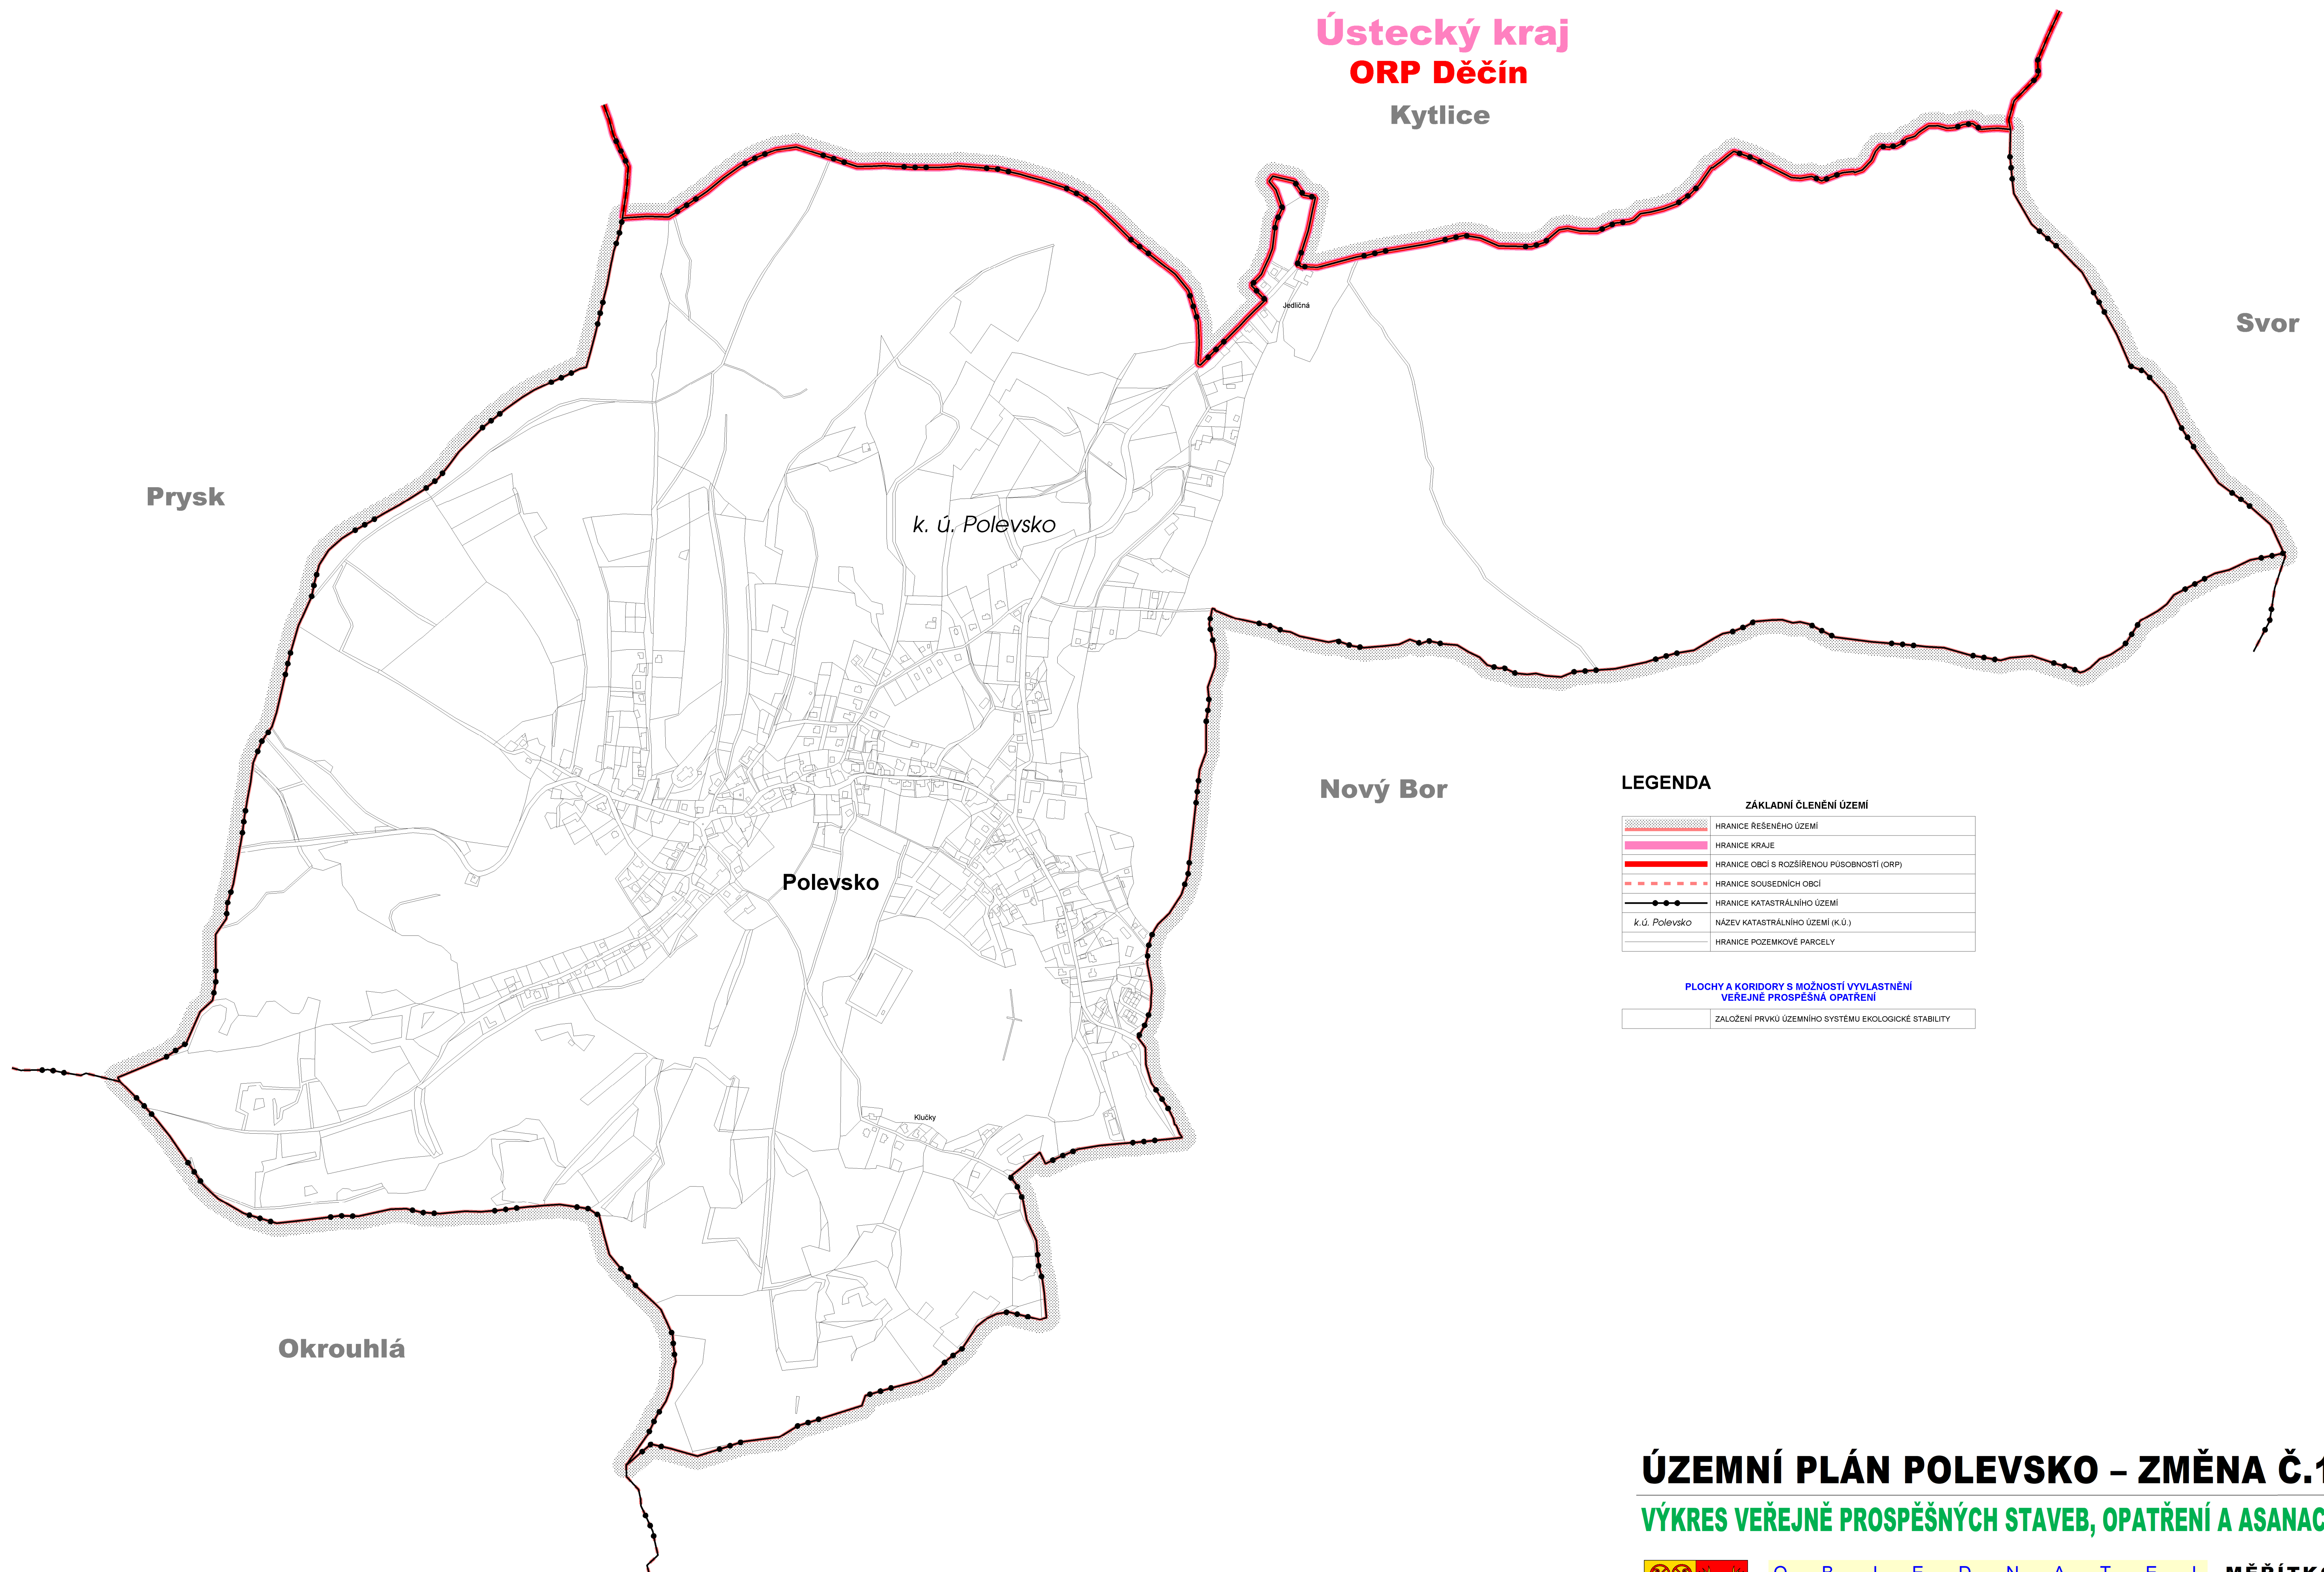 Ústecký kraj
ORP Děčín
Kytlice
Jedličná
Svor
Prysk
k. ú. Polevsko
Nový Bor
Polevsko
Klučky
Okrouhlá
LEGENDA
ZÁKLADNÍ ČLENĚNÍ ÚZEMÍ
HRANICE ŘEŠENÉHO ÚZEMÍ
HRANICE KRAJE
HRANICE OBCÍ S ROZŠÍŘENOU PŮSOBNOSTÍ (ORP)
HRANICE SOUSEDNÍCH OBCÍ
HRANICE KATASTRÁLNÍHO ÚZEMÍ
k.ú. Polevsko NÁZEV KATASTRÁLNÍHO ÚZEMÍ (K.Ú.)
HRANICE POZEMKOVÉ PARCELY
PLOCHY A KORIDORY S MOŽNOSTÍ VYVLASTNĚNÍ
VEŘEJNĚ PROSPĚŠNÁ OPATŘENÍ
ZALOŽENÍ PRVKŮ ÚZEMNÍHO SYSTÉMU EKOLOGICKÉ STABILITY
ÚZEMNÍ PLÁN POLEVSKO – ZMĚNA Č.1
VÝKRES VEŘEJNĚ PROSPĚŠNÝCH STAVEB, OPATŘENÍ A ASANAC